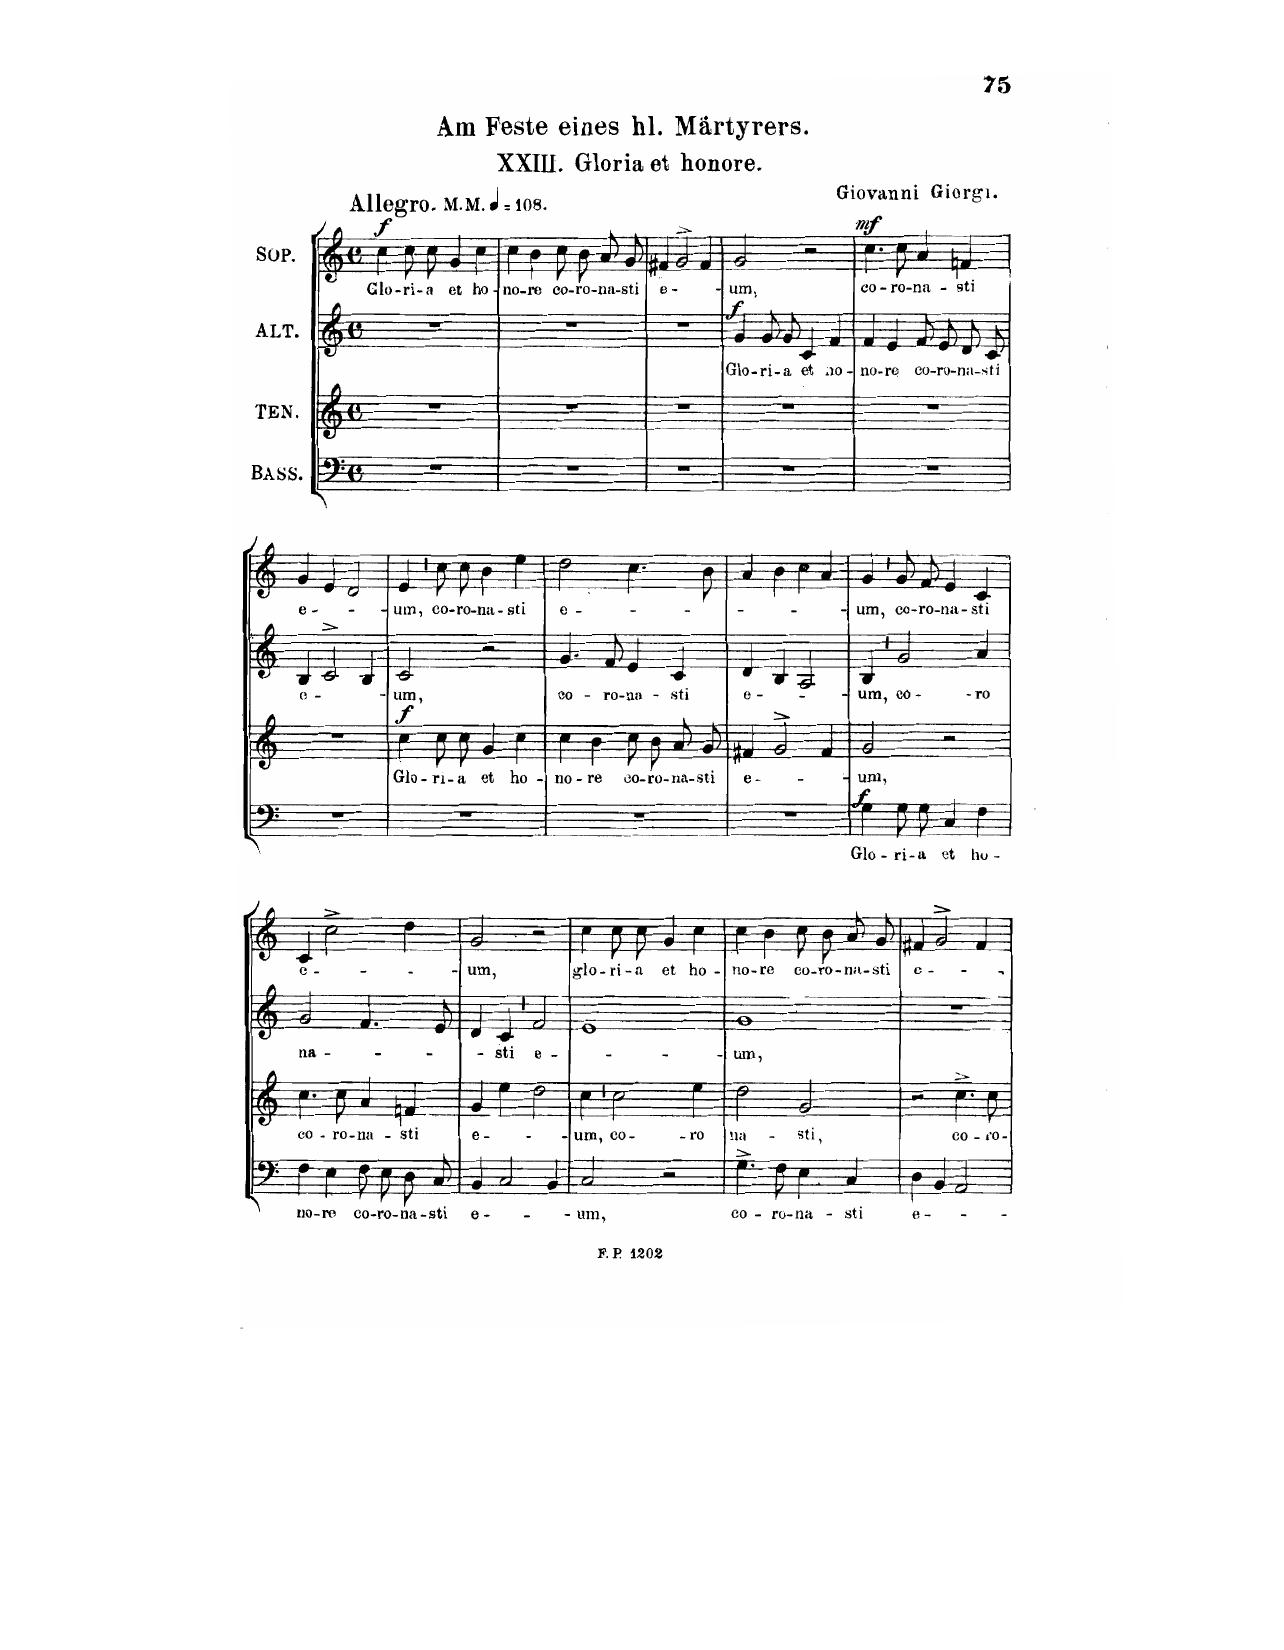 75
Am Feste eines hl. Märtyrers.
XXIII. Gloria et honore.
Giovanni Giorgi.
Allegro. M.M. ♩ = 108.
f mf
SOP.
Glo-ri-a et ho-no-re co-ro-na-sti e - - um, co-ro-na - sti
f
ALT.
Glo-ri-a et ho-no-re co-ro-na-sti
TEN.
BASS.
e - - - um, co-ro-na-sti e - - - - - - um, co-ro-na-sti
e - - um, co - ro-na - sti e - - - um, co - - ro
f
Glo-ri-a et ho-no-re co-ro-na-sti e - - - um,
f
Glo-ri-a et ho-
e - - - - um, glo-ri-a et ho-no-re co-ro-na-sti e - - -
na - - - - sti e - - - - um,
co-ro-na - sti e - - - um, co - - ro na - sti, co-ro-
no-re co-ro-na-sti e - - - um, co - ro-na - sti e - - -
F. P. 1202